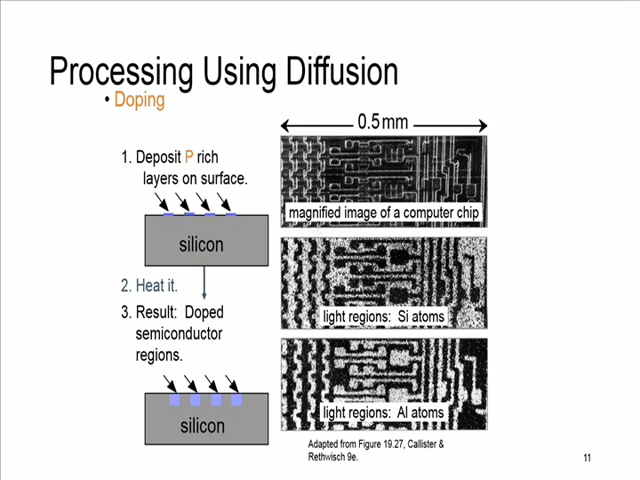 Processing Using Diffusion
• Doping
1. Deposit P rich
layers on surface.
silicon
2. Heat it.
3. Result: Doped
semiconductor
regions.
silicon
0.5 mm
magnified image of a computer chip
light regions: Si atoms
light regions: Al atoms
Adapted from Figure 19.27, Callister &
Rethwisch 9e.
11